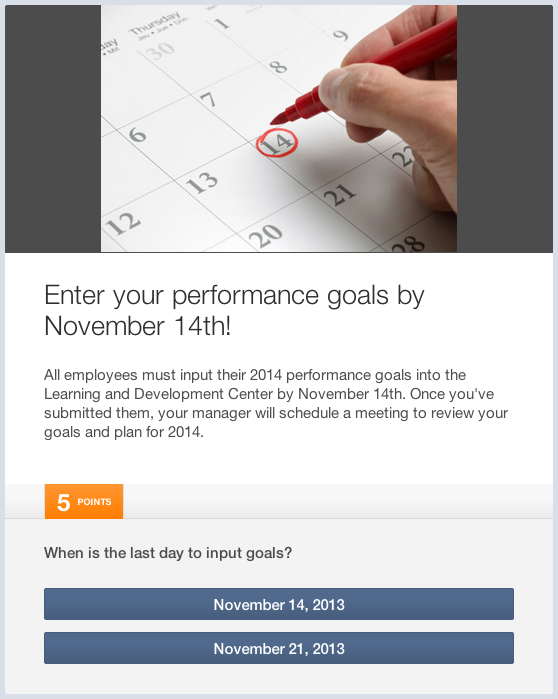 Thursday
Jeu • Jue • Don
30
9
8
7
6
14
13
12
22
21
20
28
Enter your performance goals by
November 14th!
All employees must input their 2014 performance goals into the
Learning and Development Center by November 14th. Once you've
submitted them, your manager will schedule a meeting to review your
goals and plan for 2014.
5 POINTS
When is the last day to input goals?
November 14, 2013
November 21, 2013